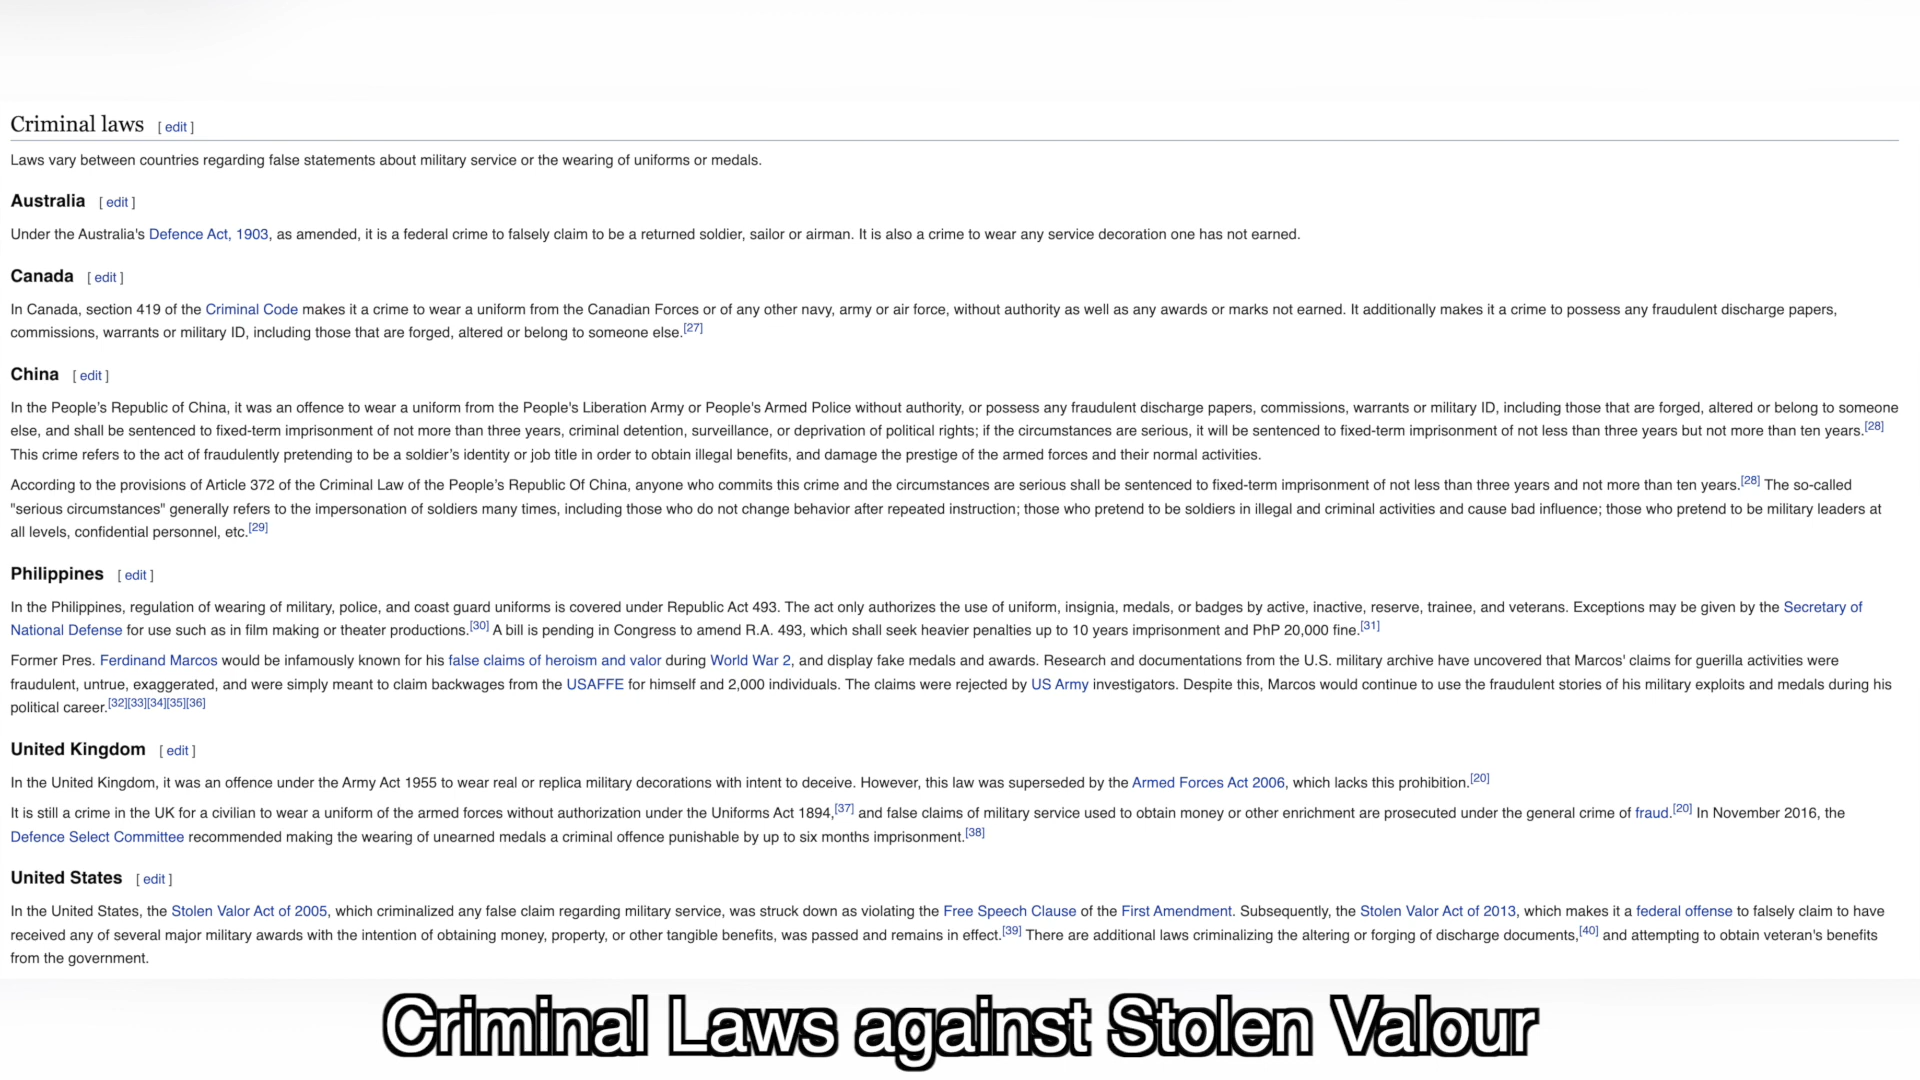 Criminal laws [ edit ]
Laws vary between countries regarding false statements about military service or the wearing of uniforms or medals.
Australia [ edit ]
Under the Australia's Defence Act, 1903, as amended, it is a federal crime to falsely claim to be a returned soldier, sailor or airman. It is also a crime to wear any service decoration one has not earned.
Canada [ edit ]
In Canada, section 419 of the Criminal Code makes it a crime to wear a uniform from the Canadian Forces or of any other navy, army or air force, without authority as well as any awards or marks not earned. It additionally makes it a crime to possess any fraudulent discharge papers,
commissions, warrants or military ID, including those that are forged, altered or belong to someone else.[27]
China [ edit ]
In the People's Republic of China, it was an offence to wear a uniform from the People's Liberation Army or People's Armed Police without authority, or possess any fraudulent discharge papers, commissions, warrants or military ID, including those that are forged, altered or belong to someone
else, and shall be sentenced to fixed-term imprisonment of not more than three years, criminal detention, surveillance, or deprivation of political rights; if the circumstances are serious, it will be sentenced to fixed-term imprisonment of not less than three years but not more than ten years.[28]
This crime refers to the act of fraudulently pretending to be a soldier's identity or job title in order to obtain illegal benefits, and damage the prestige of the armed forces and their normal activities.
According to the provisions of Article 372 of the Criminal Law of the People's Republic Of China, anyone who commits this crime and the circumstances are serious shall be sentenced to fixed-term imprisonment of not less than three years and not more than ten years.[28] The so-called
"serious circumstances" generally refers to the impersonation of soldiers many times, including those who do not change behavior after repeated instruction; those who pretend to be soldiers in illegal and criminal activities and cause bad influence; those who pretend to be military leaders at
all levels, confidential personnel, etc.[29]
Philippines [ edit ]
In the Philippines, regulation of wearing of military, police, and coast guard uniforms is covered under Republic Act 493. The act only authorizes the use of uniform, insignia, medals, or badges by active, inactive, reserve, trainee, and veterans. Exceptions may be given by the Secretary of
National Defense for use such as in film making or theater productions.[30] A bill is pending in Congress to amend R.A. 493, which shall seek heavier penalties up to 10 years imprisonment and PhP 20,000 fine.[31]
Former Pres. Ferdinand Marcos would be infamously known for his false claims of heroism and valor during World War 2, and display fake medals and awards. Research and documentations from the U.S. military archive have uncovered that Marcos' claims for guerilla activities were
fraudulent, untrue, exaggerated, and were simply meant to claim backwages from the USAFFE for himself and 2,000 individuals. The claims were rejected by US Army investigators. Despite this, Marcos would continue to use the fraudulent stories of his military exploits and medals during his
political career.[32][33][34][35][36]
United Kingdom [ edit ]
In the United Kingdom, it was an offence under the Army Act 1955 to wear real or replica military decorations with intent to deceive. However, this law was superseded by the Armed Forces Act 2006, which lacks this prohibition.[20]
It is still a crime in the UK for a civilian to wear a uniform of the armed forces without authorization under the Uniforms Act 1894,[37] and false claims of military service used to obtain money or other enrichment are prosecuted under the general crime of fraud.[20] In November 2016, the
Defence Select Committee recommended making the wearing of unearned medals a criminal offence punishable by up to six months imprisonment.[38]
United States [ edit ]
In the United States, the Stolen Valor Act of 2005, which criminalized any false claim regarding military service, was struck down as violating the Free Speech Clause of the First Amendment. Subsequently, the Stolen Valor Act of 2013, which makes it a federal offense to falsely claim to have
received any of several major military awards with the intention of obtaining money, property, or other tangible benefits, was passed and remains in effect.[39] There are additional laws criminalizing the altering or forging of discharge documents,[40] and attempting to obtain veteran's benefits
from the government.
Criminal Laws against Stolen Valour